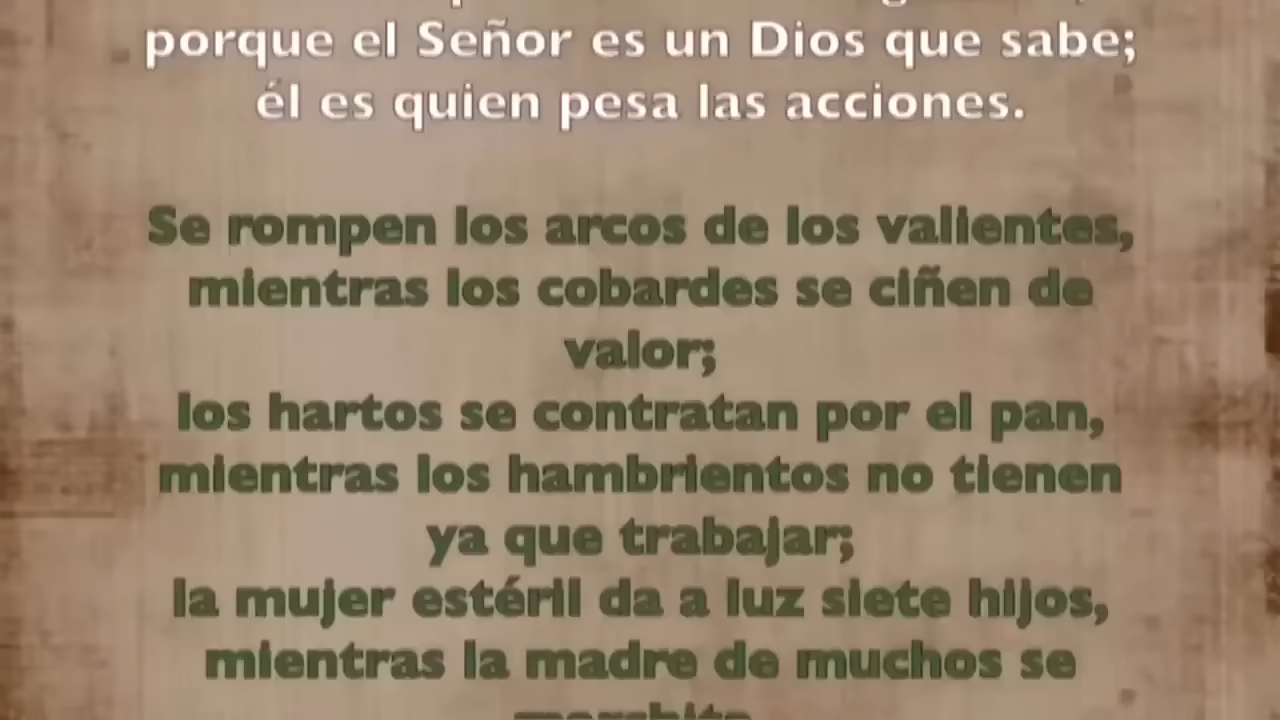 porque el Señor es un Dios que sabe;
él es quien pesa las acciones.
Se rompen los arcos de los valientes,
mientras los cobardes se ciñen de
valor;
los hartos se contratan por el pan,
mientras los hambrientos no tienen
ya que trabajar;
la mujer estéril da a luz siete hijos,
mientras la madre de muchos se